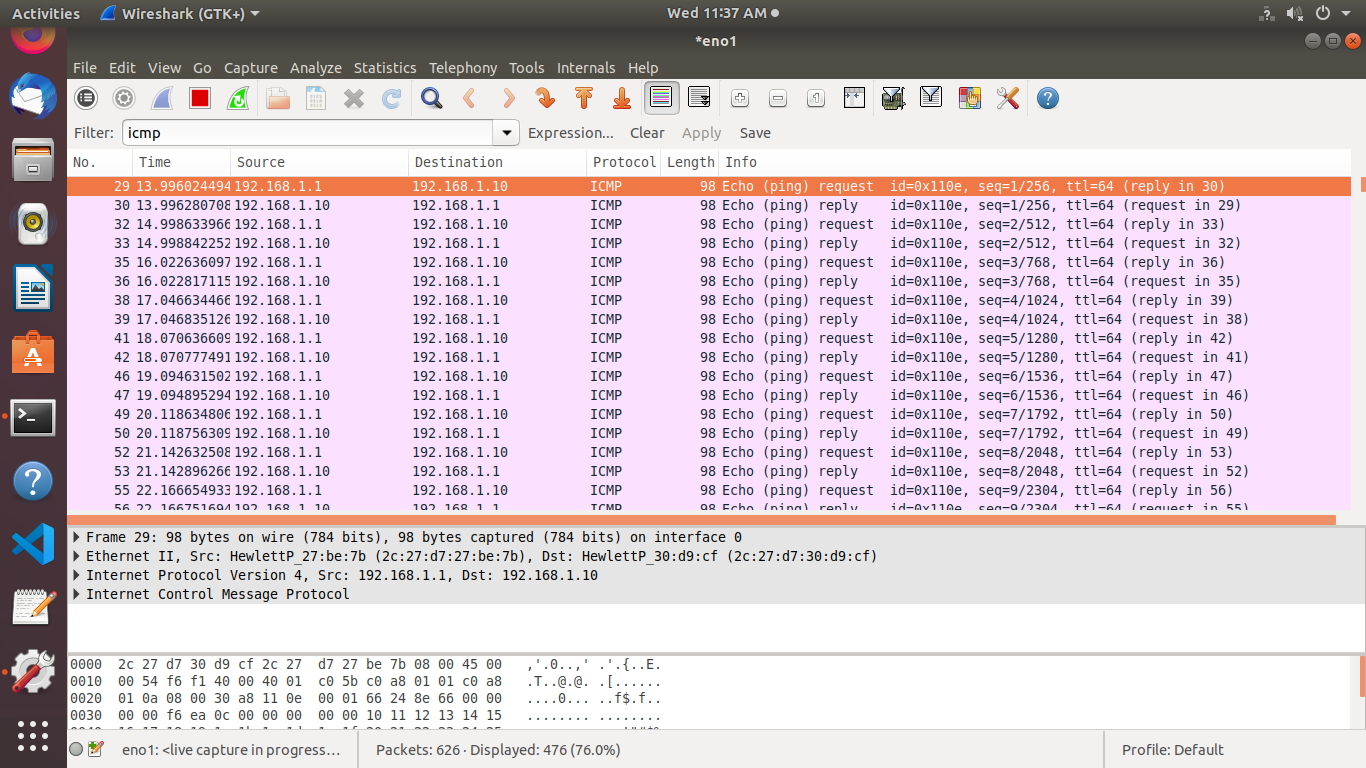 Activities Wireshark (GTK+) Wed 11:37 AM
*eno1
File Edit View Go Capture Analyze Statistics Telephony Tools Internals Help
Filter: icmp Expression... Clear Apply Save
No. Time Source Destination Protocol Length Info
29 13.996024494 192.168.1.1 192.168.1.10 ICMP 98 Echo (ping) request id=0x110e, seq=1/256, ttl=64 (reply in 30)
30 13.996280708 192.168.1.10 192.168.1.1 ICMP 98 Echo (ping) reply id=0x110e, seq=1/256, ttl=64 (request in 29)
32 14.998633966 192.168.1.1 192.168.1.10 ICMP 98 Echo (ping) request id=0x110e, seq=2/512, ttl=64 (reply in 33)
33 14.998842252 192.168.1.10 192.168.1.1 ICMP 98 Echo (ping) reply id=0x110e, seq=2/512, ttl=64 (request in 32)
35 16.022636097 192.168.1.1 192.168.1.10 ICMP 98 Echo (ping) request id=0x110e, seq=3/768, ttl=64 (reply in 36)
36 16.022817115 192.168.1.10 192.168.1.1 ICMP 98 Echo (ping) reply id=0x110e, seq=3/768, ttl=64 (request in 35)
38 17.046634466 192.168.1.1 192.168.1.10 ICMP 98 Echo (ping) request id=0x110e, seq=4/1024, ttl=64 (reply in 39)
39 17.046835126 192.168.1.10 192.168.1.1 ICMP 98 Echo (ping) reply id=0x110e, seq=4/1024, ttl=64 (request in 38)
41 18.070636609 192.168.1.1 192.168.1.10 ICMP 98 Echo (ping) request id=0x110e, seq=5/1280, ttl=64 (reply in 42)
42 18.070777491 192.168.1.10 192.168.1.1 ICMP 98 Echo (ping) reply id=0x110e, seq=5/1280, ttl=64 (request in 41)
46 19.094631502 192.168.1.1 192.168.1.10 ICMP 98 Echo (ping) request id=0x110e, seq=6/1536, ttl=64 (reply in 47)
47 19.094895294 192.168.1.10 192.168.1.1 ICMP 98 Echo (ping) reply id=0x110e, seq=6/1536, ttl=64 (request in 46)
49 20.118634806 192.168.1.1 192.168.1.10 ICMP 98 Echo (ping) request id=0x110e, seq=7/1792, ttl=64 (reply in 50)
50 20.118756309 192.168.1.10 192.168.1.1 ICMP 98 Echo (ping) reply id=0x110e, seq=7/1792, ttl=64 (request in 49)
52 21.142632508 192.168.1.1 192.168.1.10 ICMP 98 Echo (ping) request id=0x110e, seq=8/2048, ttl=64 (reply in 53)
53 21.142896266 192.168.1.10 192.168.1.1 ICMP 98 Echo (ping) reply id=0x110e, seq=8/2048, ttl=64 (request in 52)
55 22.166654933 192.168.1.1 192.168.1.10 ICMP 98 Echo (ping) request id=0x110e, seq=9/2304, ttl=64 (reply in 56)
56 22.166751694 192.168.1.10 192.168.1.1 ICMP 98 Echo (ping) reply id=0x110e, seq=9/2304, ttl=64 (request in 55)
Frame 29: 98 bytes on wire (784 bits), 98 bytes captured (784 bits) on interface 0
Ethernet II, Src: HewlettP_27:be:7b (2c:27:d7:27:be:7b), Dst: HewlettP_30:d9:cf (2c:27:d7:30:d9:cf)
Internet Protocol Version 4, Src: 192.168.1.1, Dst: 192.168.1.10
Internet Control Message Protocol
0000 2c 27 d7 30 d9 cf 2c 27 d7 27 be 7b 08 00 45 00 ,'.0..,' .'.{..E.
0010 00 54 f6 f1 40 00 40 01 c0 5b c0 a8 01 01 c0 a8 .T..@.@. .[......
0020 01 0a 08 00 30 a8 11 0e 00 01 66 24 8e 66 00 00 ....0... ..f$.f..
0030 00 00 f6 ea 0c 00 00 00 00 00 10 11 12 13 14 15 ........ ........
eno1: <live capture in progress... Packets: 626 · Displayed: 476 (76.0%) Profile: Default